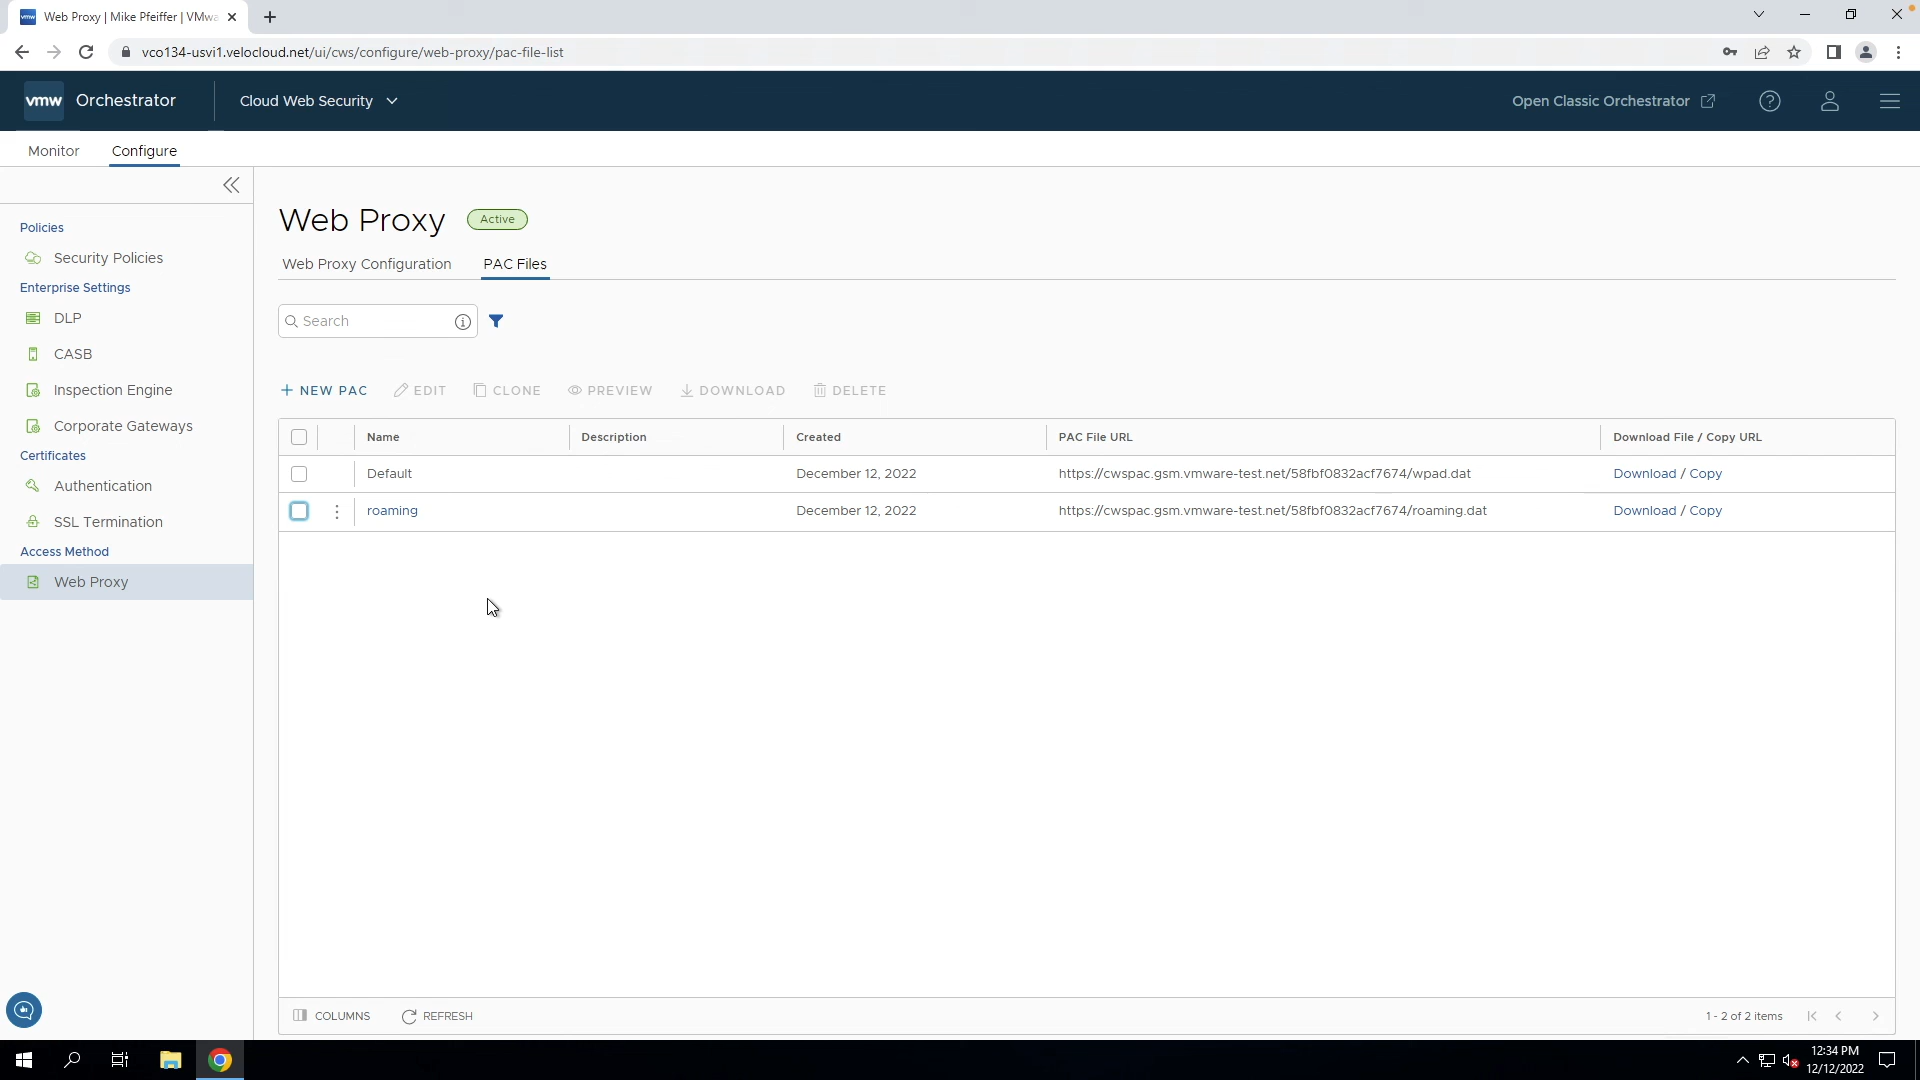 vmw Web Proxy | Mike Pfeiffer | VMwa
vco134-usvi1.velocloud.net/ui/cws/configure/web-proxy/pac-file-list
vmw Orchestrator Cloud Web Security Open Classic Orchestrator
Monitor Configure
Policies
Security Policies
Enterprise Settings
DLP
CASB
Inspection Engine
Corporate Gateways
Certificates
Authentication
SSL Termination
Access Method
Web Proxy
Web Proxy Active
Web Proxy Configuration PAC Files
Search
NEW PAC EDIT CLONE PREVIEW DOWNLOAD DELETE
Name Description Created PAC File URL Download File / Copy URL
Default December 12, 2022 https://cwspac.gsm.vmware-test.net/58fbf0832acf7674/wpad.dat Download / Copy
roaming December 12, 2022 https://cwspac.gsm.vmware-test.net/58fbf0832acf7674/roaming.dat Download / Copy
COLUMNS REFRESH 1 - 2 of 2 items
12:34 PM
12/12/2022